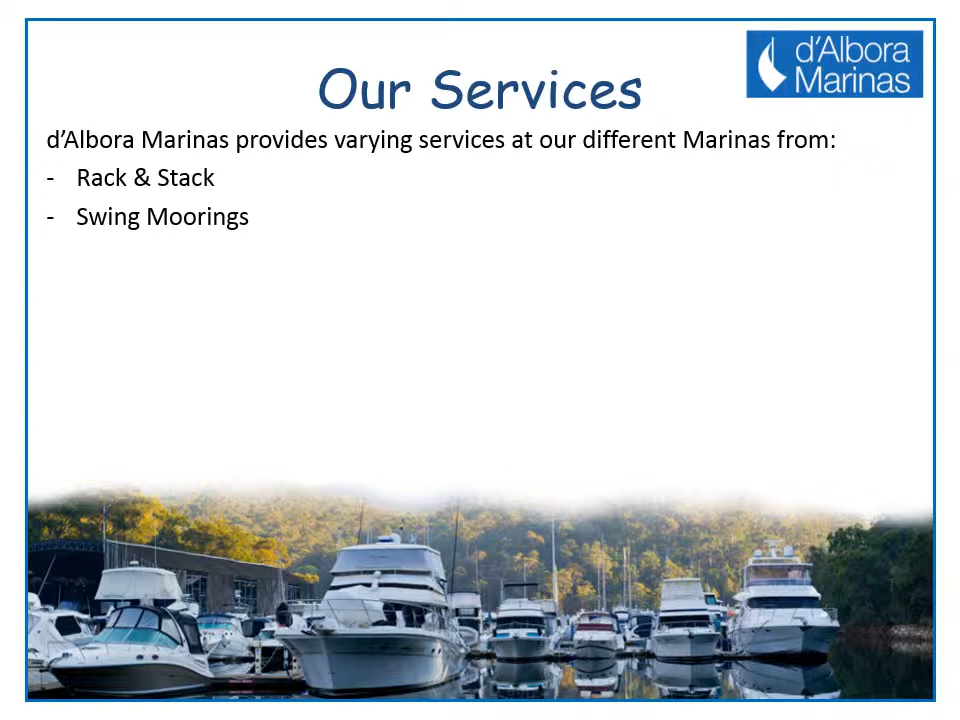 d'Albora
Marinas
Our Services
d’Albora Marinas provides varying services at our different Marinas from:
- Rack & Stack
- Swing Moorings